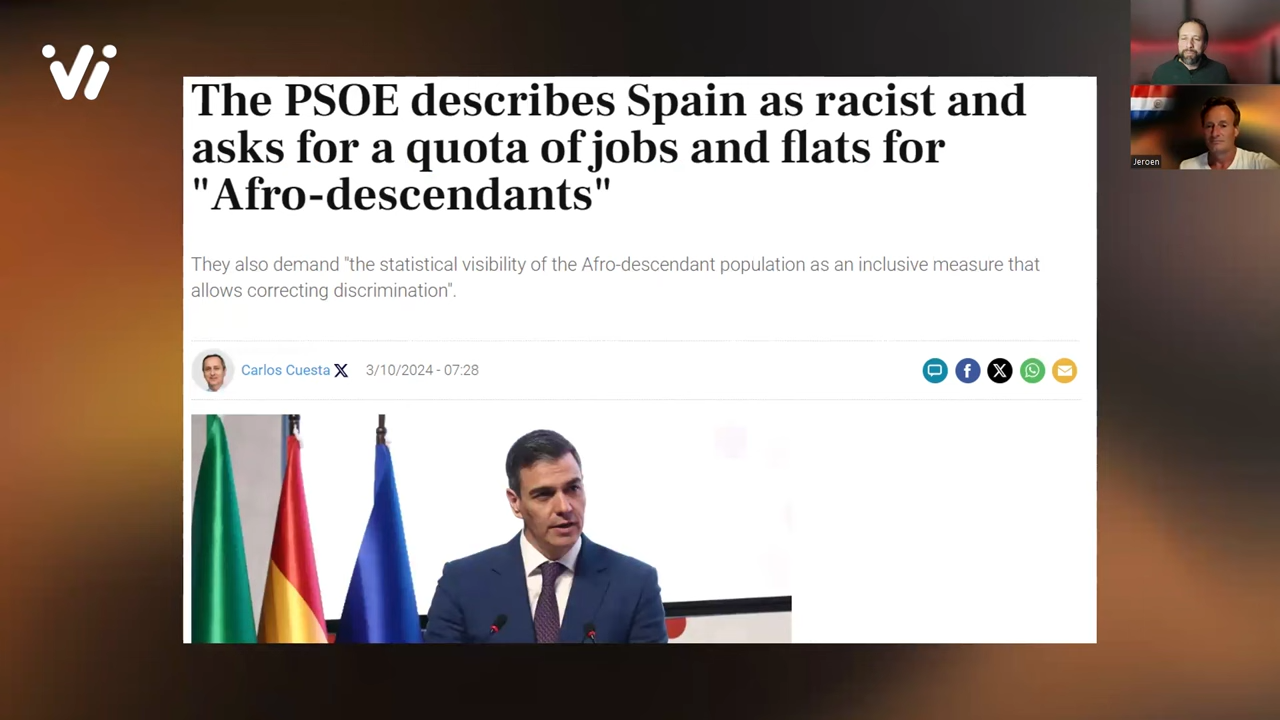 The PSOE describes Spain as racist and
asks for a quota of jobs and flats for
"Afro-descendants"
They also demand "the statistical visibility of the Afro-descendant population as an inclusive measure that
allows correcting discrimination".
Carlos Cuesta 3/10/2024 - 07:28
Jeroen